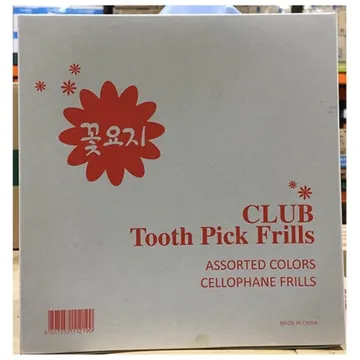 꽃요지
CLUB
Tooth Pick Frills
ASSORTED COLORS
CELLOPHANE FRILLS
MADE IN CHINA